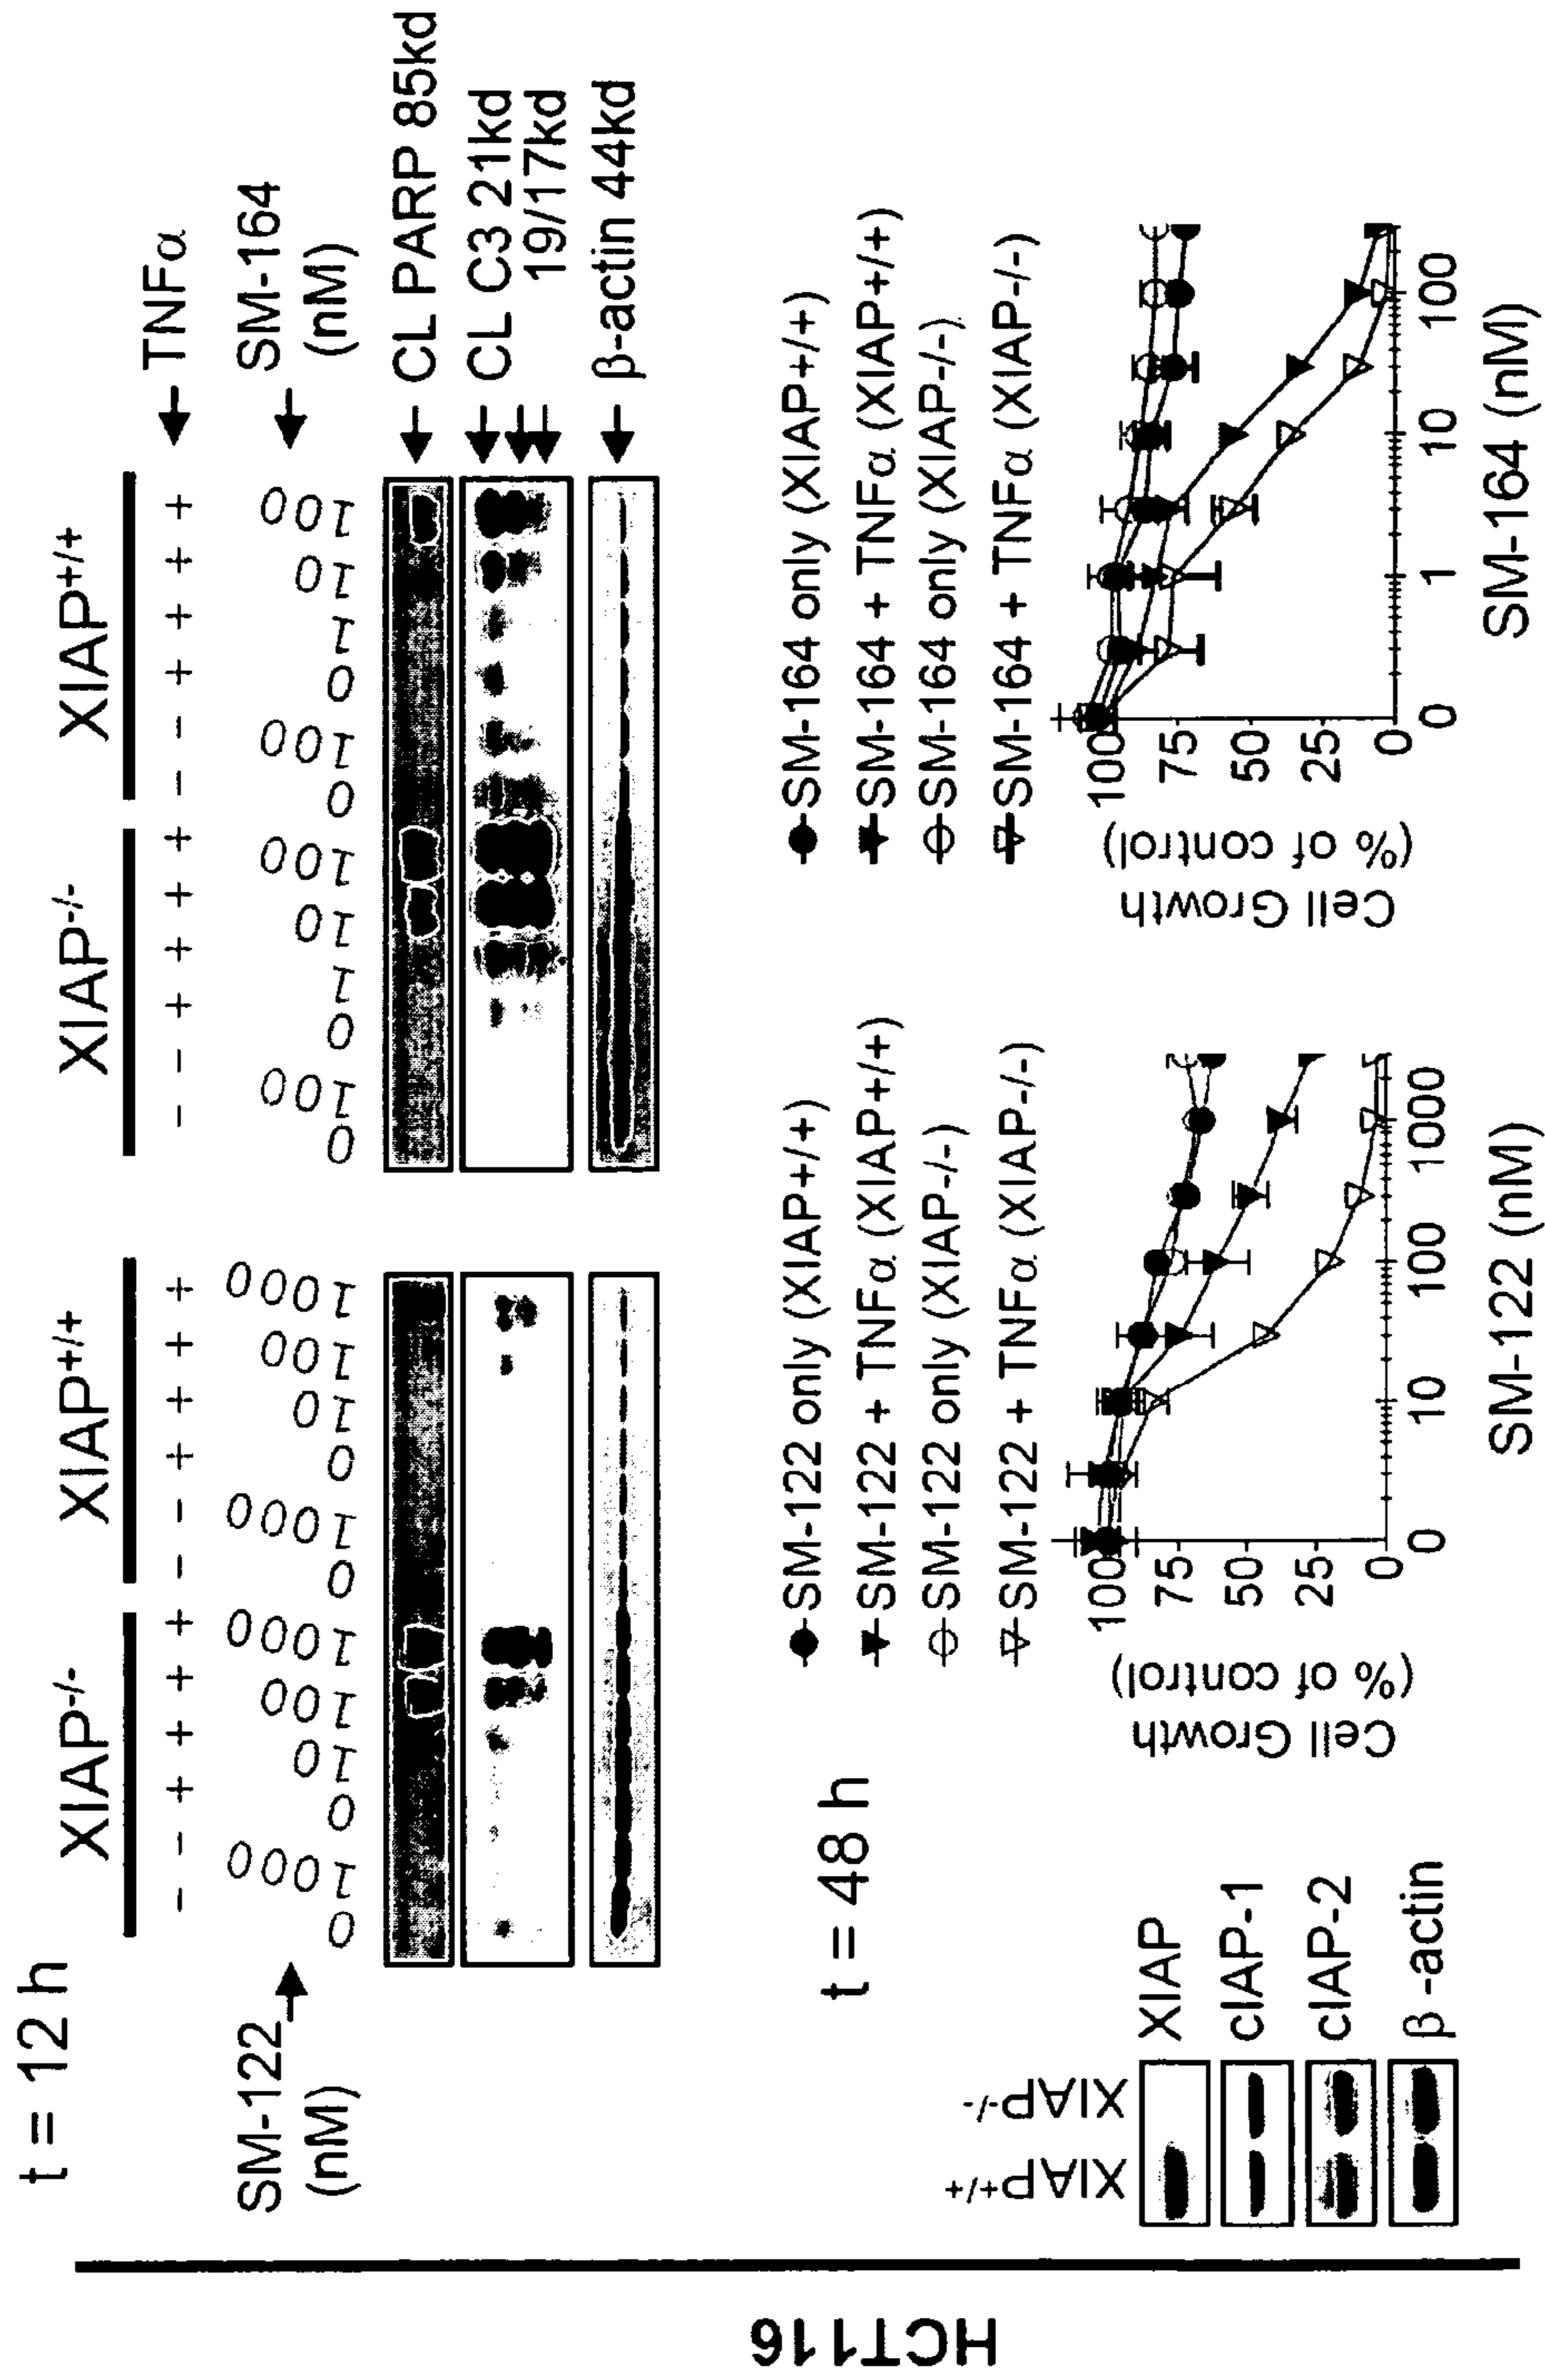 HCT116
t = 12 h
XIAP-/- XIAP+/+ XIAP-/- XIAP+/+
- - + + + + - - + + + + - - + + + + - - + + + + ← TNFα
SM-122 (nM) → 0 1000 0 10 100 1000 0 1000 0 10 100 1000
0 100 0 1 10 100 0 100 0 1 10 100 ← SM-164 (nM)
← CL PARP 85kd
← CL C3 21kd
← 19/17kd
← β-actin 44kd
t = 48 h
XIAP+/+ XIAP-/-
XIAP
cIAP-1
cIAP-2
β -actin
SM-122 only (XIAP+/+)
SM-122 + TNFα (XIAP+/+)
SM-122 only (XIAP-/-)
SM-122 + TNFα (XIAP-/-)
Cell Growth
(% of control)
100
75
50
25
0
0 10 100 1000
SM-122 (nM)
SM-164 only (XIAP+/+)
SM-164 + TNFα (XIAP+/+)
SM-164 only (XIAP-/-)
SM-164 + TNFα (XIAP-/-)
Cell Growth
(% of control)
100
75
50
25
0
0 1 10 100
SM-164 (nM)